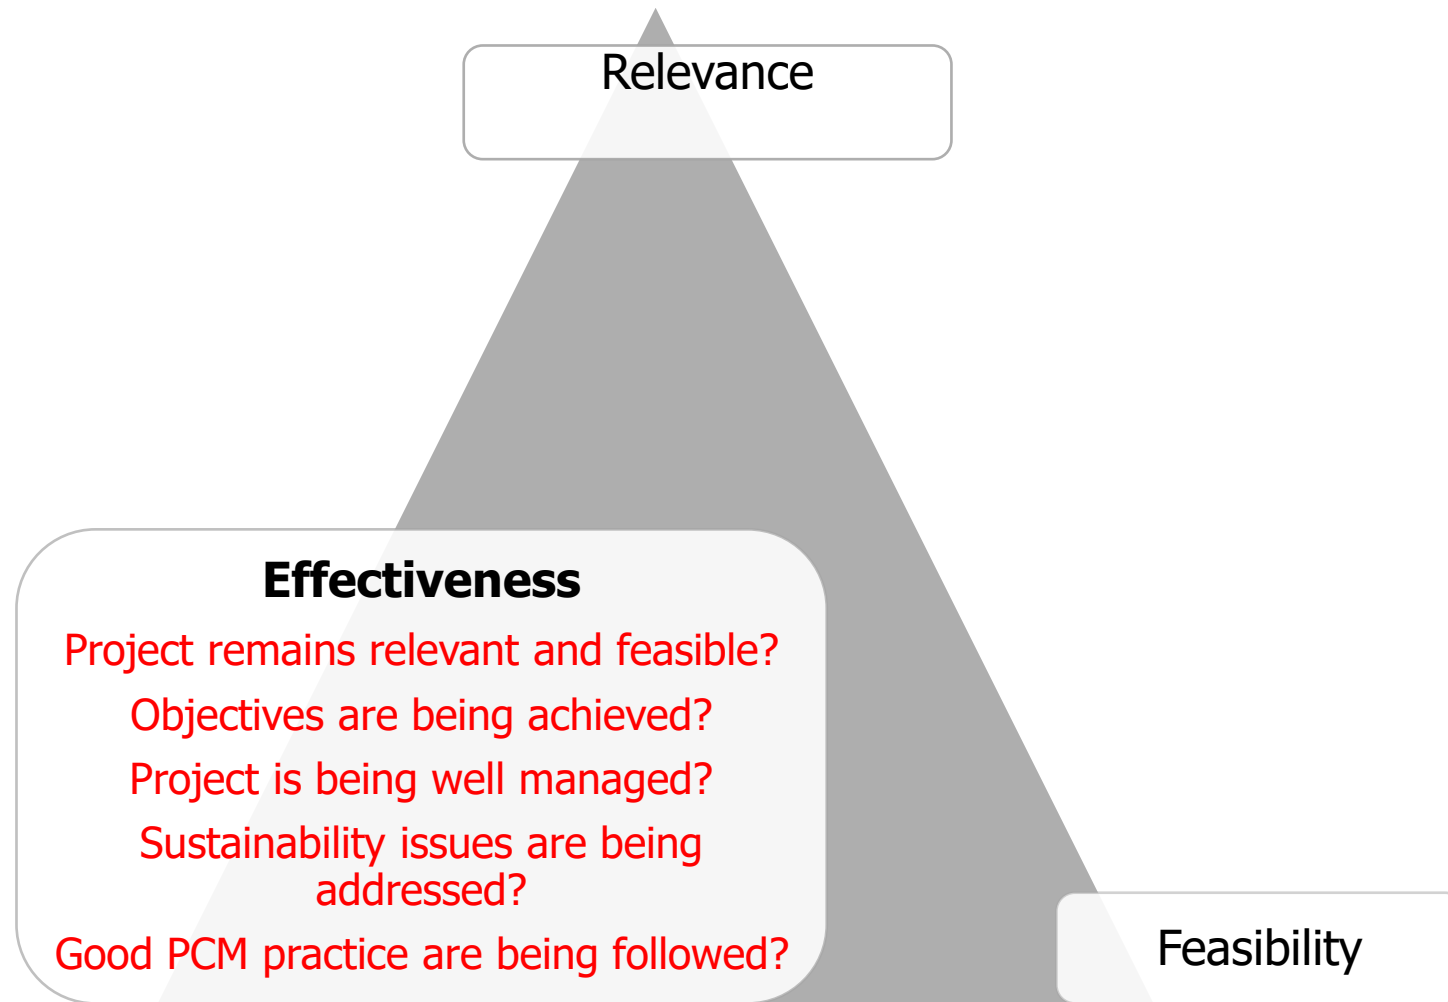 Relevance
Effectiveness
Project remains relevant and feasible?
Objectives are being achieved?
Project is being well managed?
Sustainability issues are being
addressed?
Good PCM practice are being followed?
Feasibility